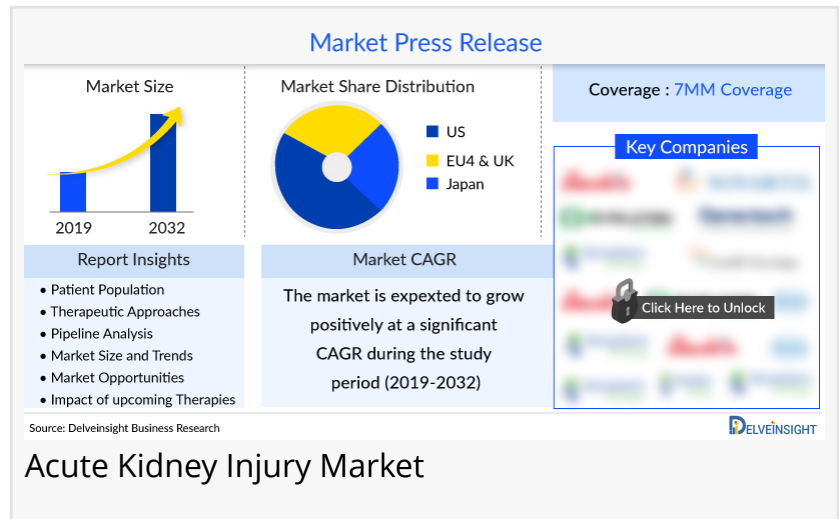 Market Press Release
Market Size
2019
2032
Market Share Distribution
US
EU4 & UK
Japan
Coverage : 7MM Coverage
Key Companies
Click Here to Unlock
Report Insights
• Patient Population
• Therapeutic Approaches
• Pipeline Analysis
• Market Size and Trends
• Market Opportunities
• Impact of upcoming Therapies
Market CAGR
The market is expexted to grow
positively at a significant
CAGR during the study
period (2019-2032)
Source: Delveinsight Business Research
DELVEINSIGHT
Acute Kidney Injury Market